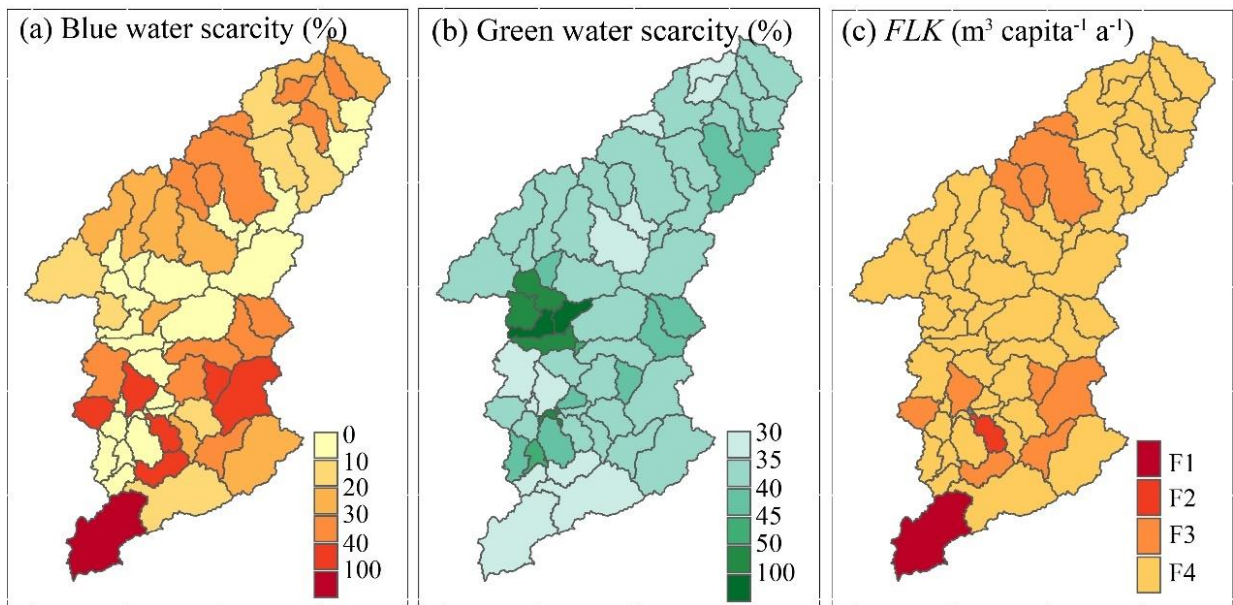 (a) Blue water scarcity (%)
0
10
20
30
40
100
(b) Green water scarcity (%)
30
35
40
45
50
100
(c) FLK (m³ capita⁻¹ a⁻¹)
F1
F2
F3
F4